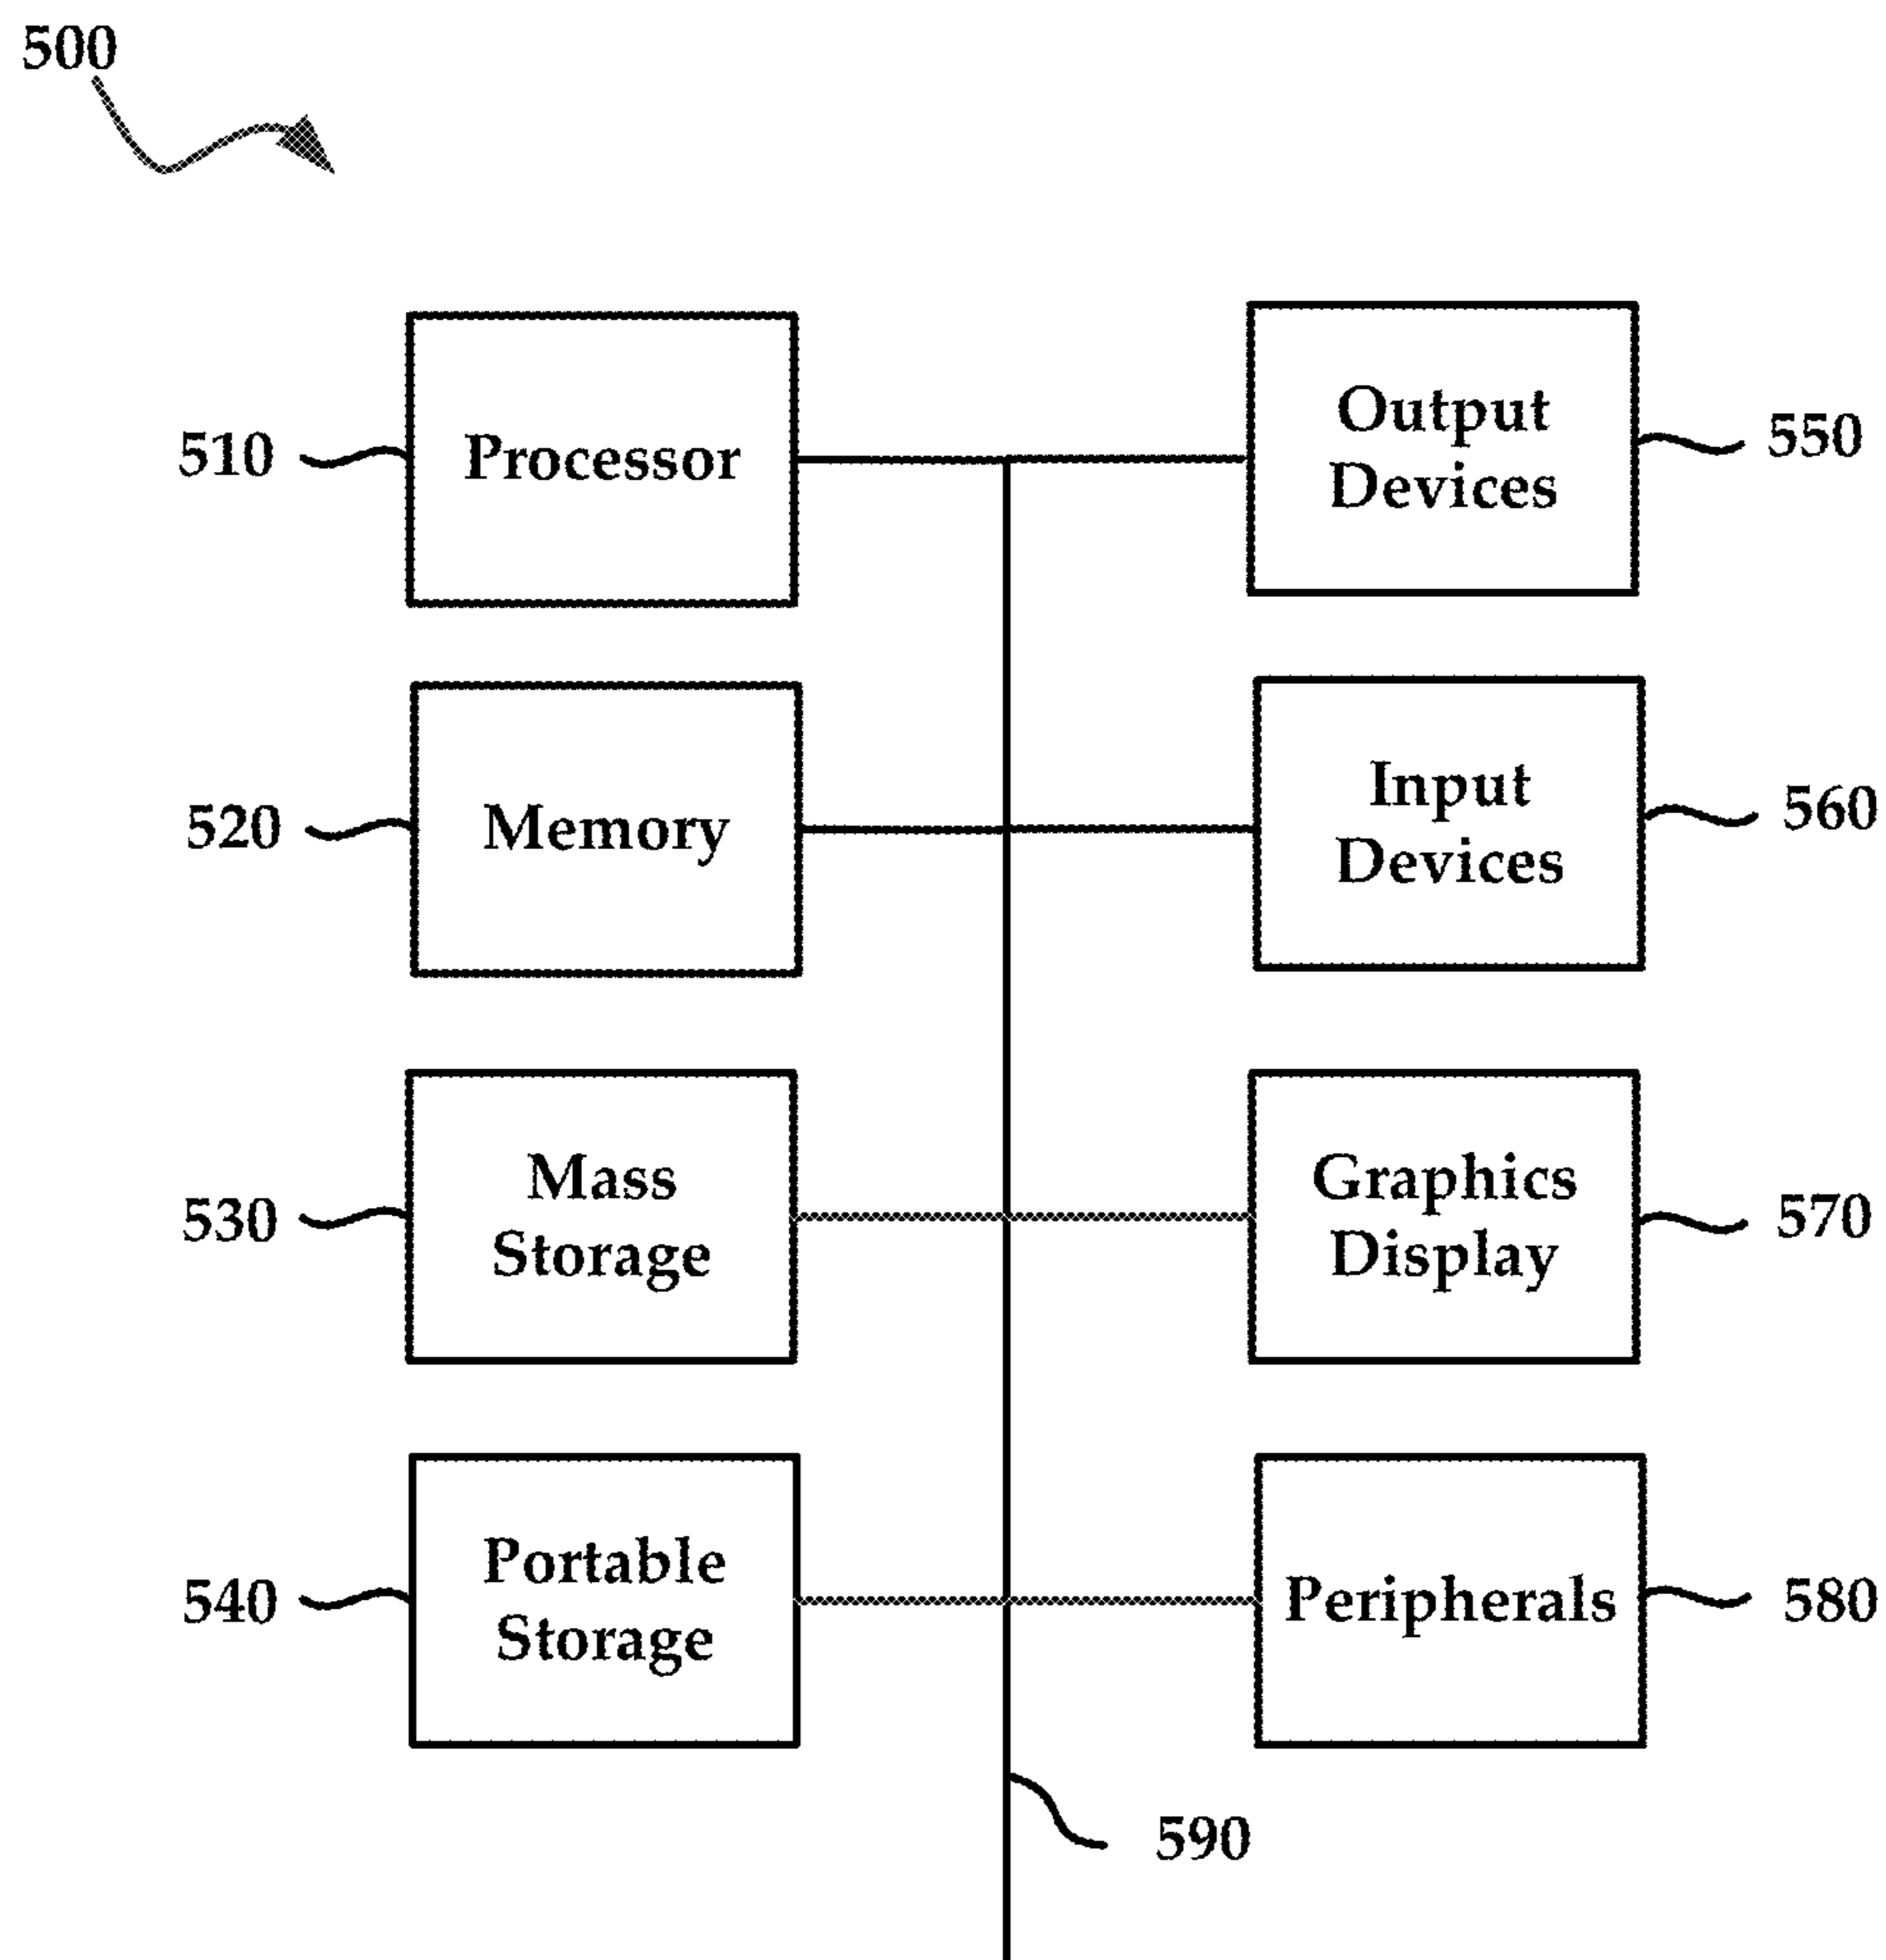 500
510
Processor
Output
Devices
550
520
Memory
Input
Devices
560
530
Mass
Storage
Graphics
Display
570
540
Portable
Storage
Peripherals
580
590